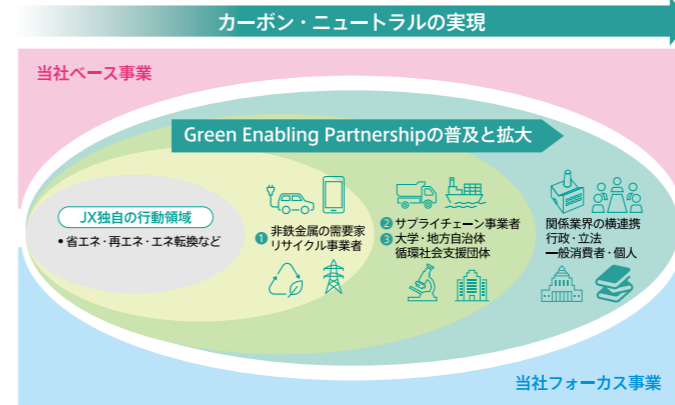 カーボン・ニュートラルの実現
当社ベース事業
Green Enabling Partnershipの普及と拡大
JX独自の行動領域
•省エネ・再エネ・エネ転換など
❶ 非鉄金属の需要家
リサイクル事業者
❷ サプライチェーン事業者
❸ 大学・地方自治体
循環社会支援団体
関係業界の横連携
行政・立法
一般消費者・個人
当社フォーカス事業